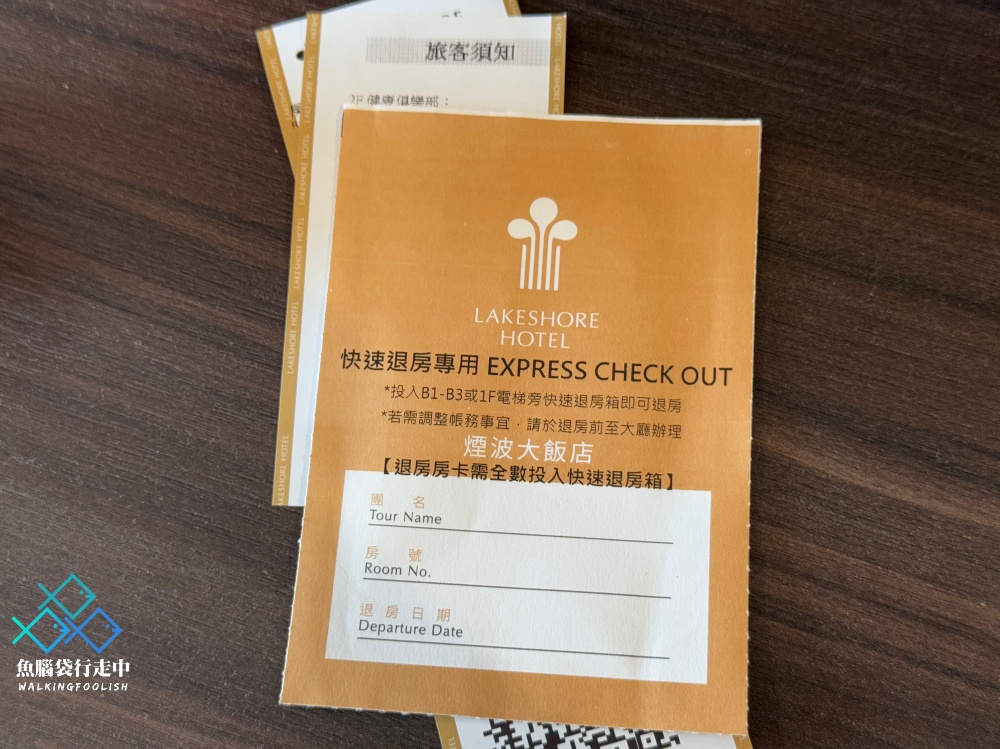 旅客須知
健康俱樂部：
LAKESHORE HOTEL
LAKESHORE
HOTEL
快速退房專用 EXPRESS CHECK OUT
*投入B1-B3或1F電梯旁快速退房箱即可退房
*若需調整帳務事宜，請於退房前至大廳辦理
煙波大飯店
【退房房卡需全數投入快速退房箱】
團 名
Tour Name
房 號
Room No.
退 房 日 期
Departure Date
魚腦袋行走中
WALKINGFOOLISH